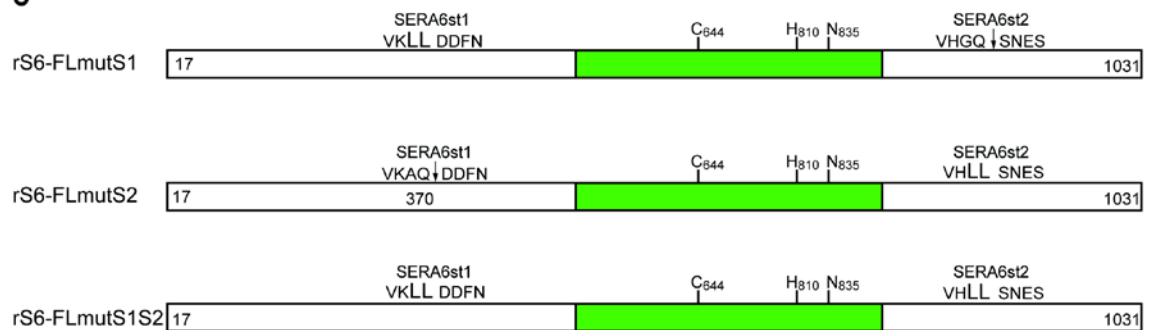 SERA6st1 SERA6st2
VKLL DDFN C644 H810 N835 VHGQ↓SNES
rS6-FLmutS1 17 1031
SERA6st1 SERA6st2
VKAQ↓DDFN C644 H810 N835 VHLL SNES
rS6-FLmutS2 17 370 1031
SERA6st1 SERA6st2
VKLL DDFN C644 H810 N835 VHLL SNES
rS6-FLmutS1S2 17 1031